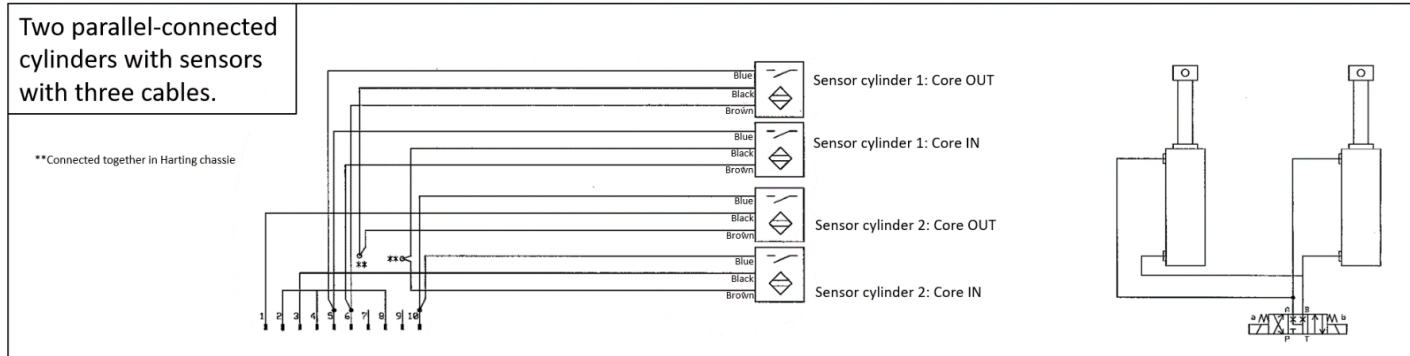 Two parallel-connected
cylinders with sensors
with three cables.
**Connected together in Harting chassie
Blue
Black
Brown
Sensor cylinder 1: Core OUT
Blue
Black
Brown
Sensor cylinder 1: Core IN
Blue
Black
Brown
Sensor cylinder 2: Core OUT
Blue
Black
Brown
Sensor cylinder 2: Core IN
**
**
1 2 3 4 5 6 7 8 9 10
A B
a b
P T